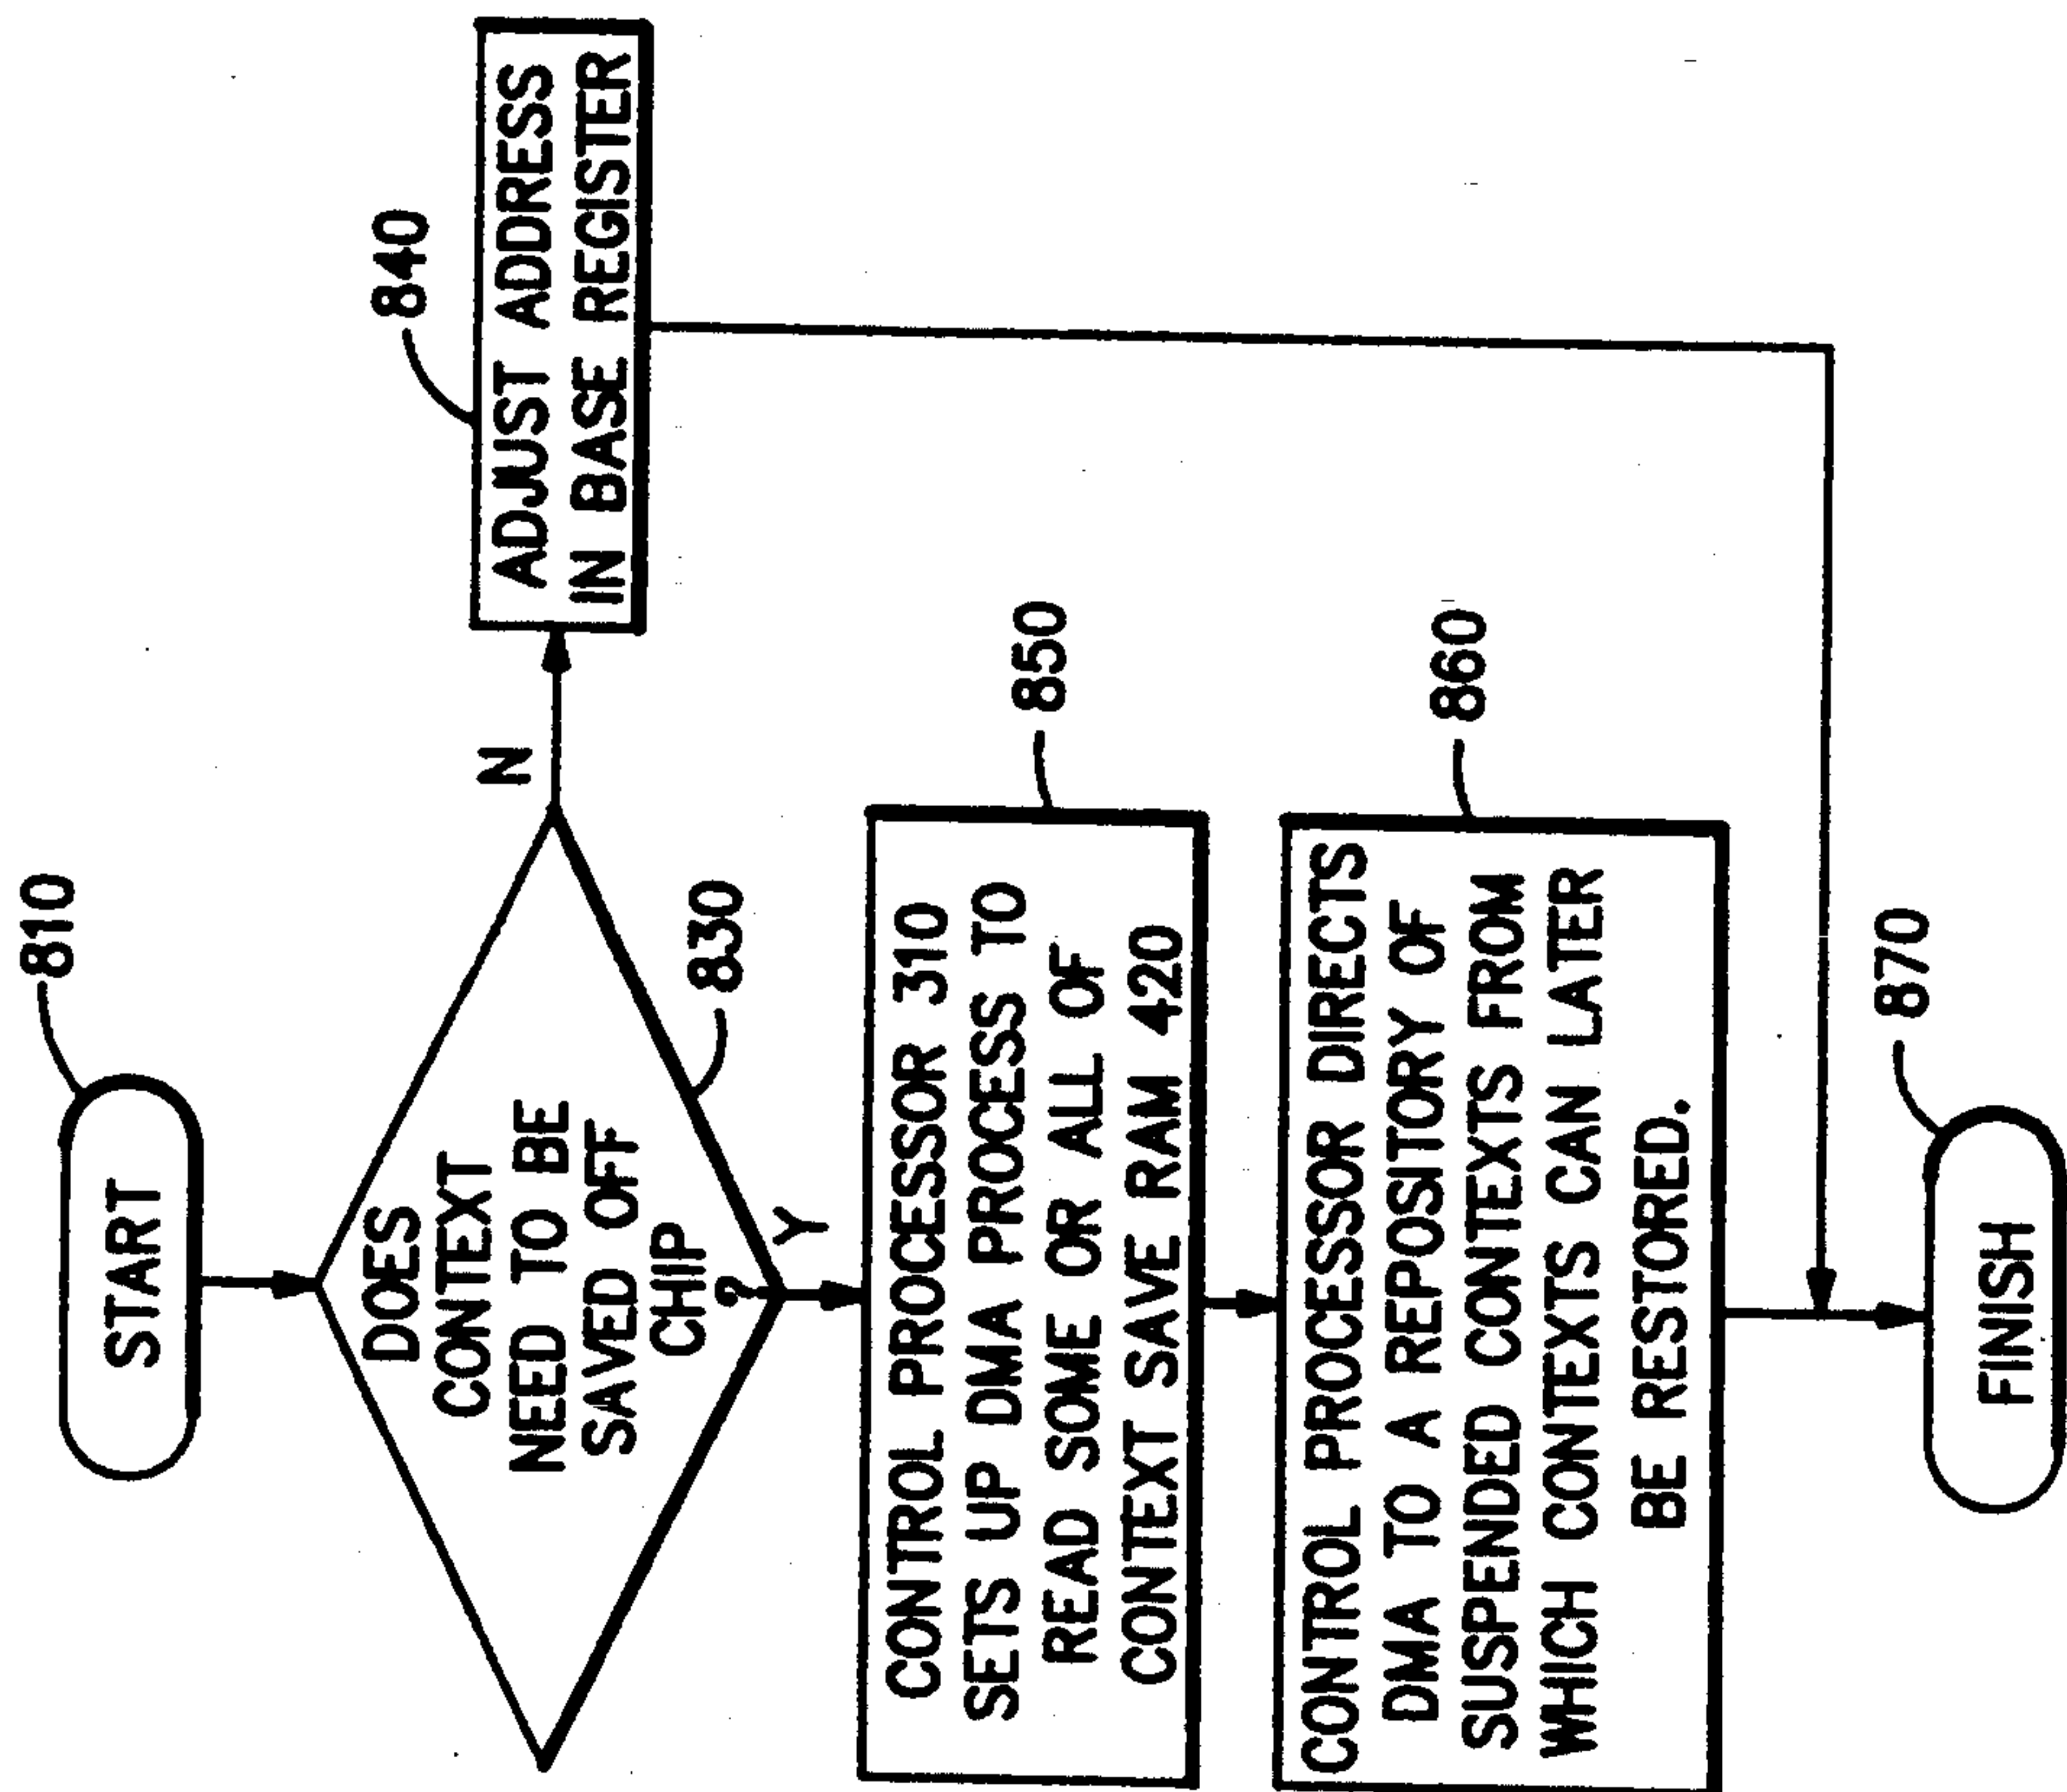 810
START
DOES
CONTEXT
NEED TO BE
SAVED OFF
CHIP
?
830
N
Y
840
ADJUST ADDRESS
IN BASE REGISTER
850
CONTROL PROCESSOR 310
SETS UP DMA PROCESS TO
READ SOME OR ALL OF
CONTEXT SAVE RAM 420
860
CONTROL PROCESSOR DIRECTS
DMA TO A REPOSITORY OF
SUSPENDED CONTEXTS FROM
WHICH CONTEXTS CAN LATER
BE RESTORED.
870
FINISH